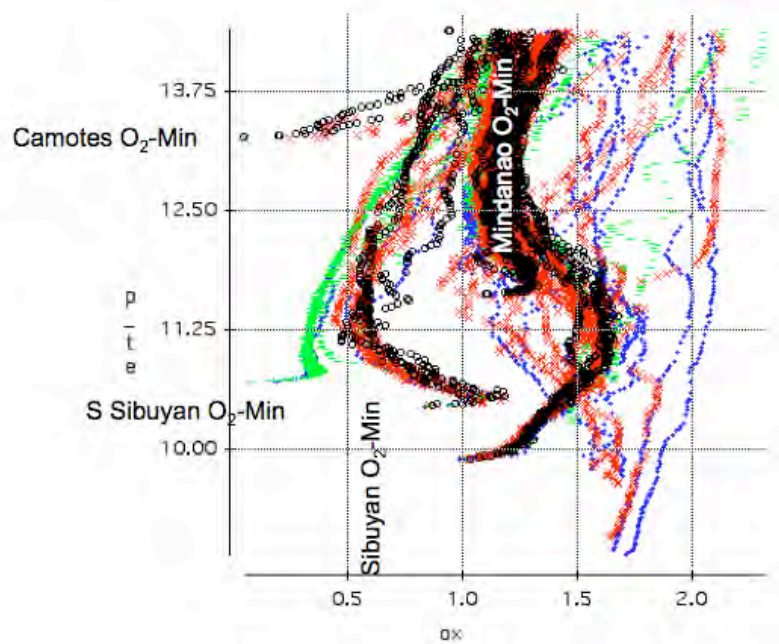 13.75
Camotes O₂-Min
Mindanao O₂-Min
12.50
p_te
11.25
S Sibuyan O₂-Min
10.00
Sibuyan O₂-Min
0.5 1.0 1.5 2.0
ox